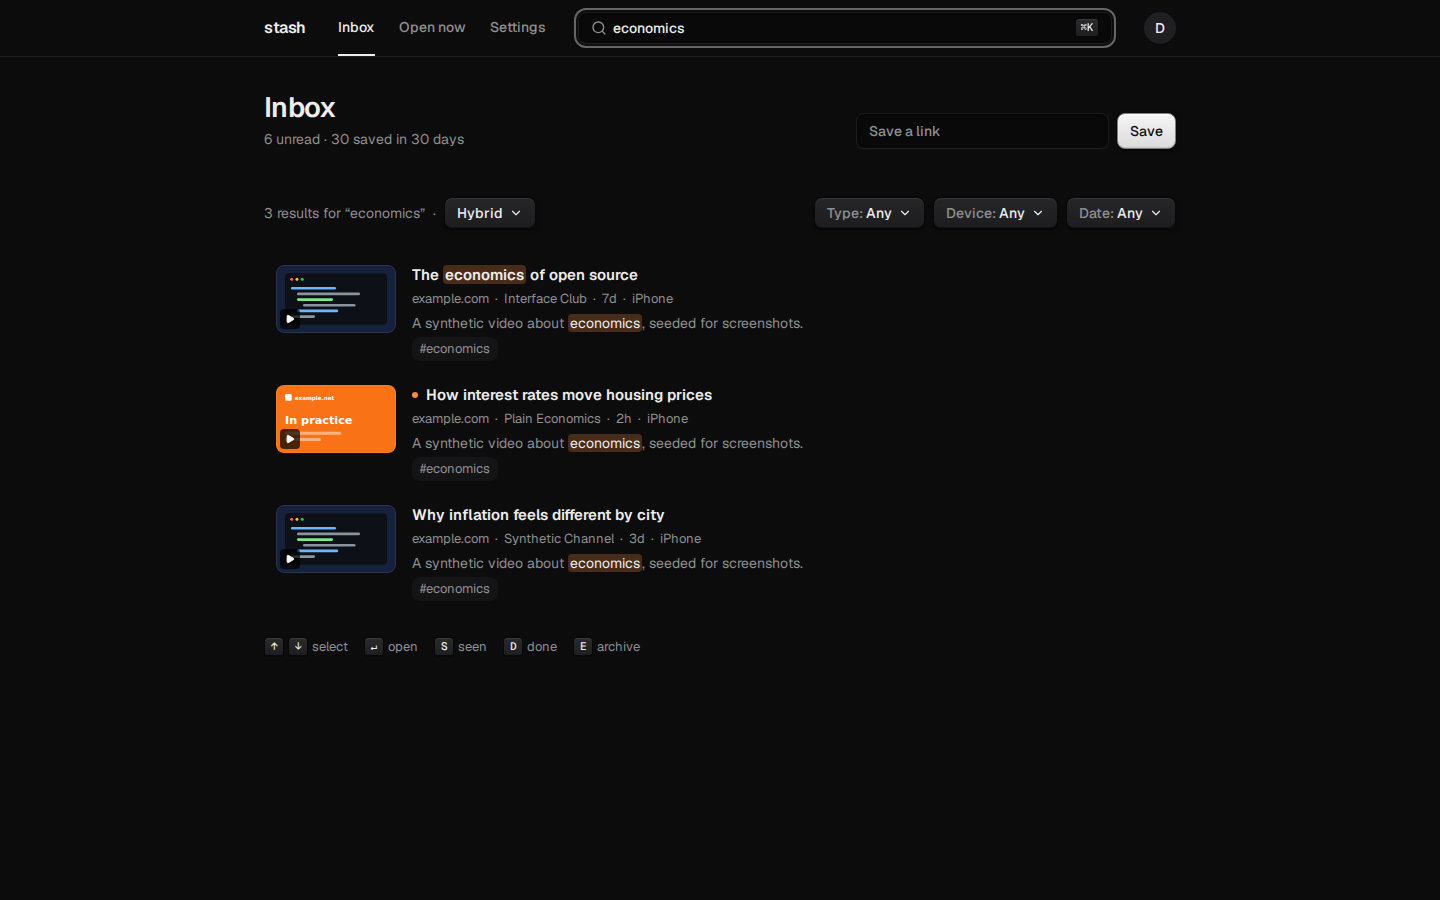 stash Inbox Open now Settings economics ⌘K D
Inbox
6 unread · 30 saved in 30 days
Save a link Save
3 results for “economics” · Hybrid Type: Any Device: Any Date: Any
The economics of open source
example.com · Interface Club · 7d · iPhone
A synthetic video about economics, seeded for screenshots.
#economics
example.net
In practice
How interest rates move housing prices
example.com · Plain Economics · 2h · iPhone
A synthetic video about economics, seeded for screenshots.
#economics
Why inflation feels different by city
example.com · Synthetic Channel · 3d · iPhone
A synthetic video about economics, seeded for screenshots.
#economics
↑ ↓ select ↵ open S seen D done E archive